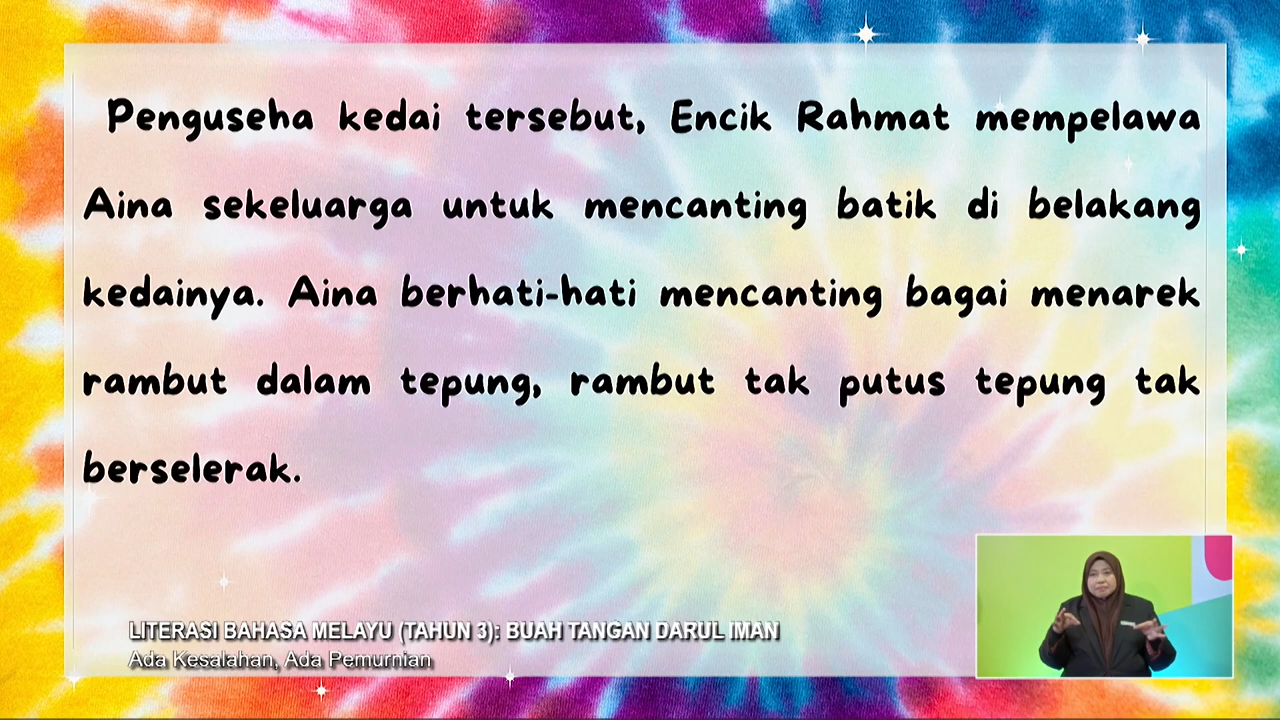 Penguseha kedai tersebut, Encik Rahmat mempelawa
Aina sekeluarga untuk mencanting batik di belakang
kedainya. Aina berhati-hati mencanting bagai menarek
rambut dalam tepung, rambut tak putus tepung tak
berselerak.
LITERASI BAHASA MELAYU (TAHUN 3): BUAH TANGAN DARUL IMAN
Ada Kesalahan, Ada Pemurnian